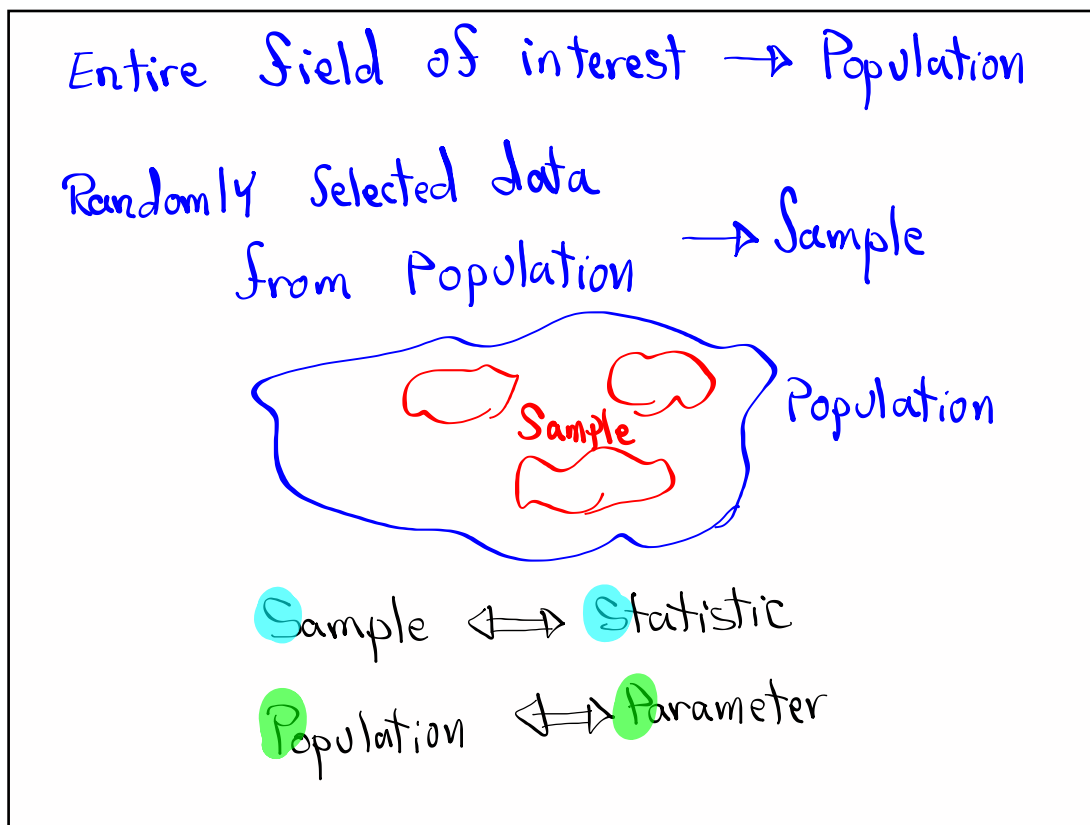 Entire field of interest → Population
Randomly Selected data
from Population → Sample
Population
Sample
Sample ⟺ Statistic
Population ⟺ Parameter